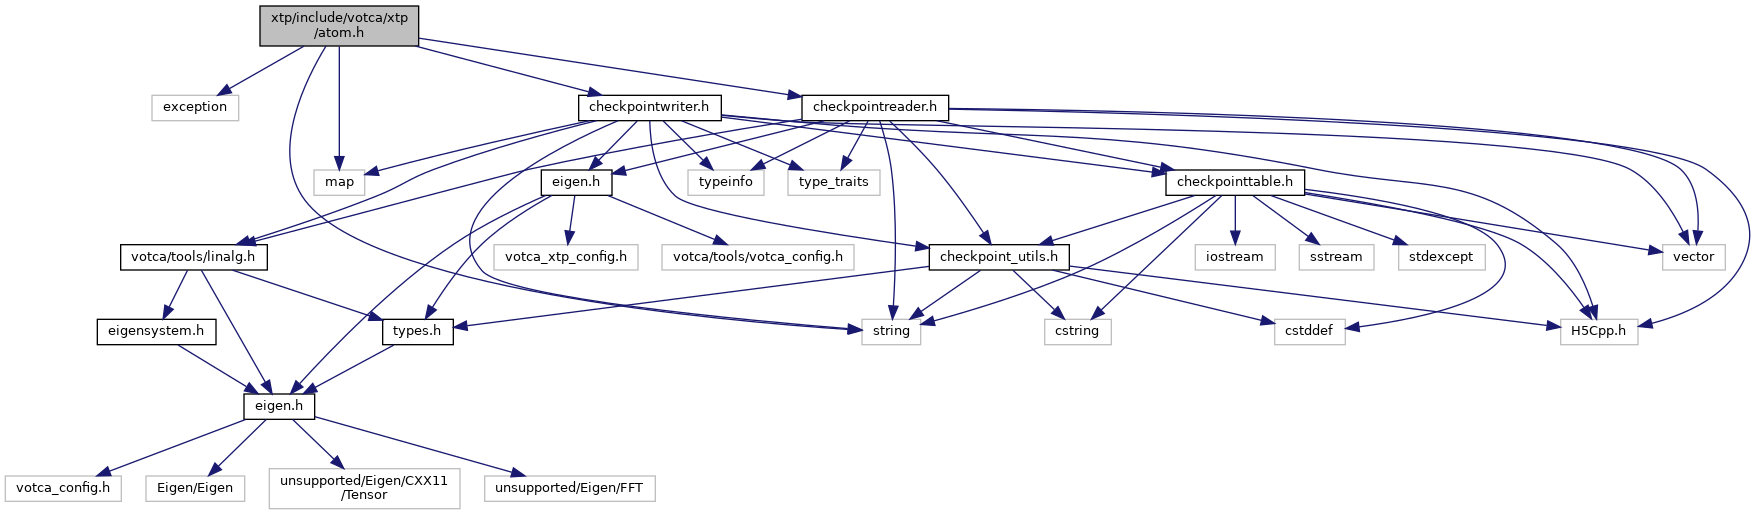 xtp/include/votca/xtp
/atom.h
exception
checkpointwriter.h
checkpointreader.h
map
eigen.h
typeinfo
type_traits
checkpointtable.h
votca/tools/linalg.h
votca_xtp_config.h
votca/tools/votca_config.h
checkpoint_utils.h
iostream
sstream
stdexcept
vector
eigensystem.h
types.h
string
cstring
cstddef
H5Cpp.h
eigen.h
votca_config.h
Eigen/Eigen
unsupported/Eigen/CXX11
/Tensor
unsupported/Eigen/FFT